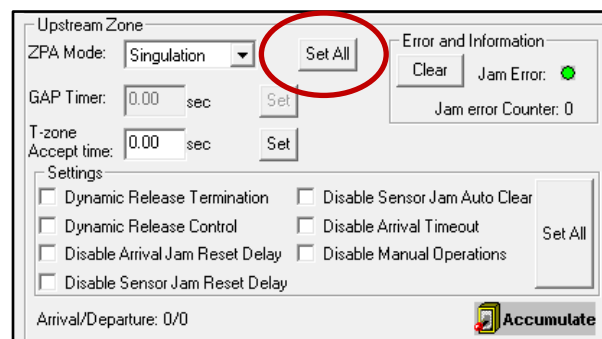 Upstream Zone
ZPA Mode: Singulation Set All
Error and Information
Clear Jam Error:
Jam error Counter: 0
GAP Timer: 0.00 sec Set
T-zone
Accept time: 0.00 sec Set
Settings
Dynamic Release Termination
Dynamic Release Control
Disable Arrival Jam Reset Delay
Disable Sensor Jam Reset Delay
Disable Sensor Jam Auto Clear
Disable Arrival Timeout
Disable Manual Operations
Set All
Arrival/Departure: 0/0
Accumulate